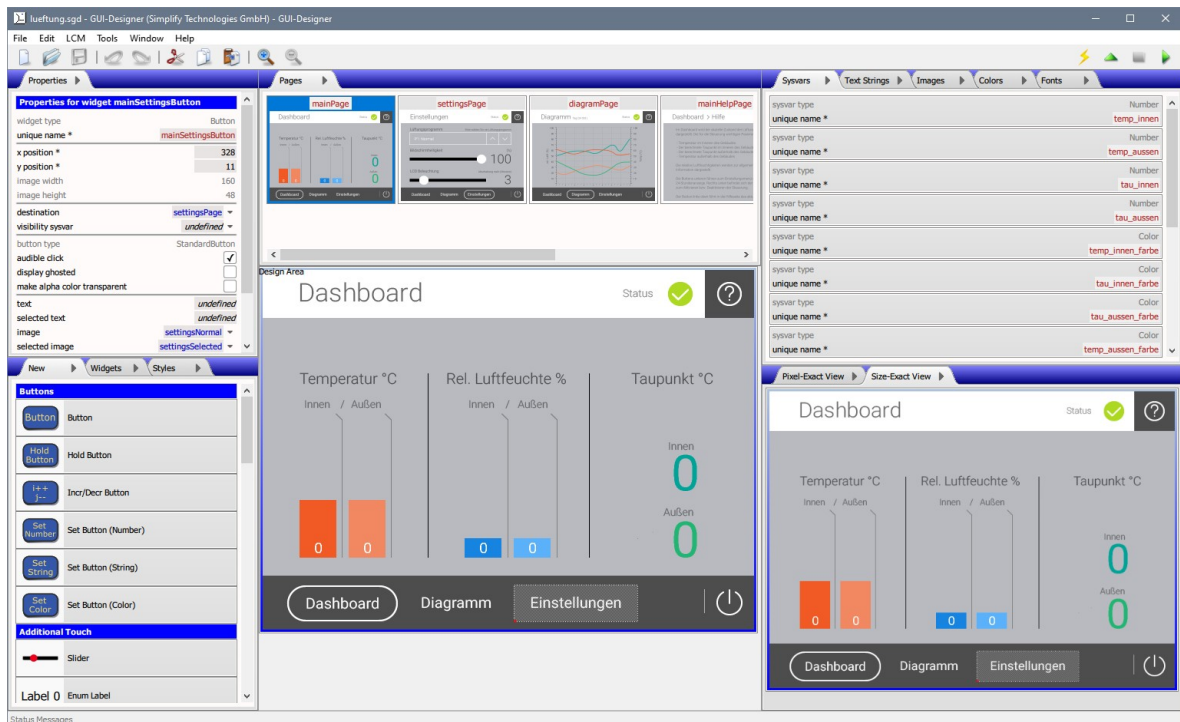 lueftung.sgd - GUI-Designer (Simplify Technologies GmbH) - GUI-Designer
File Edit LCM Tools Window Help
Properties
Properties for widget mainSettingsButton
widget type Button
unique name * mainSettingsButton
x position * 328
y position * 11
image width 160
image height 48
destination settingsPage
visibility sysvar undefined
button type StandardButton
audible click
display ghosted
make alpha color transparent
text undefined
selected text undefined
image settingsNormal
selected image settingsSelected
New Widgets Styles
Buttons
Button Button
Hold Button Hold Button
i++ j-- Incr/Decr Button
Set Number Set Button (Number)
Set String Set Button (String)
Set Color Set Button (Color)
Additional Touch
Slider
Label 0 Enum Label
Status Messages
Pages
mainPage settingsPage diagramPage mainHelpPage
Dashboard Einstellungen Diagramm Dashboard > Hilfe
100
3
Design Area
Dashboard Status
Temperatur °C Rel. Luftfeuchte % Taupunkt °C
Innen / Außen Innen / Außen
Innen
0
Außen
0
0 0 0 0
Dashboard Diagramm Einstellungen
Sysvars Text Strings Images Colors Fonts
sysvar type Number
unique name * temp_innen
sysvar type Number
unique name * temp_aussen
sysvar type Number
unique name * tau_innen
sysvar type Number
unique name * tau_aussen
sysvar type Color
unique name * temp_innen_farbe
sysvar type Color
unique name * tau_innen_farbe
sysvar type Color
unique name * tau_aussen_farbe
sysvar type Color
unique name * temp_aussen_farbe
Pixel-Exact View Size-Exact View
Dashboard Status
Temperatur °C Rel. Luftfeuchte % Taupunkt °C
Innen / Außen Innen / Außen
Innen
0
Außen
0
0 0 0 0
Dashboard Diagramm Einstellungen